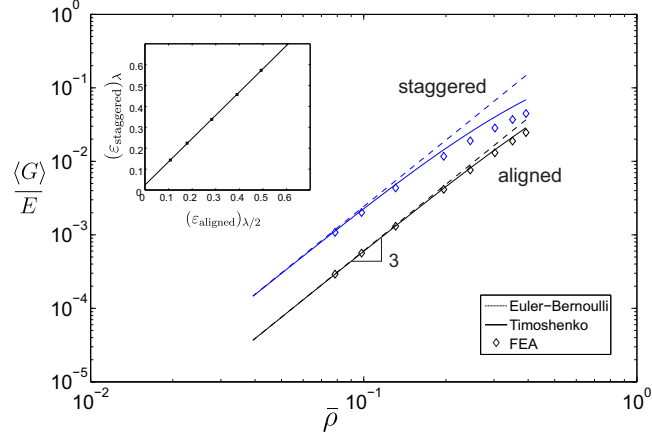 10^0
10^{-1}
10^{-2}
10^{-3}
10^{-4}
10^{-5}
⟨G⟩
E
(ε_staggered)_λ
0.6
0.5
0.4
0.3
0.2
0.1
0
0 0.1 0.2 0.3 0.4 0.5 0.6
(ε_aligned)_{λ/2}
staggered
aligned
3
Euler−Bernoulli
Timoshenko
FEA
10^{-2} 10^{-1} 10^0
ρ̄